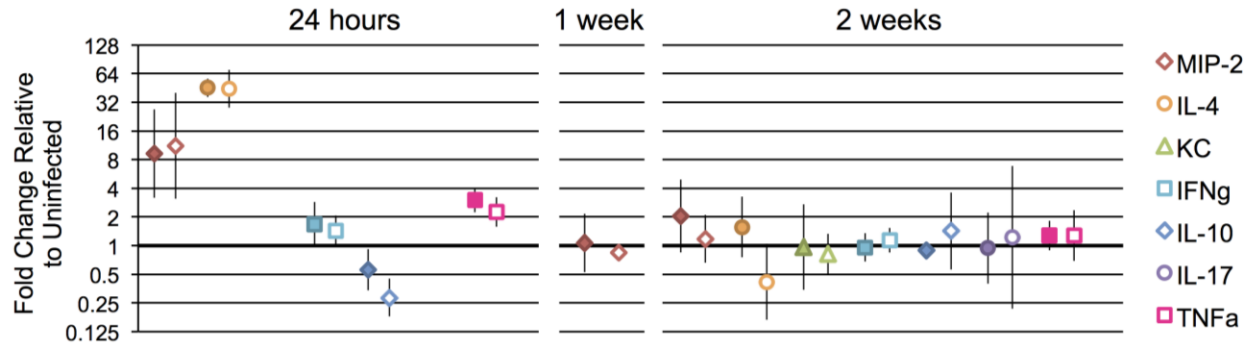 24 hours
1 week
2 weeks
Fold Change Relative
to Uninfected
128
64
32
16
8
4
2
1
0.5
0.25
0.125
MIP-2
IL-4
KC
IFNg
IL-10
IL-17
TNFa